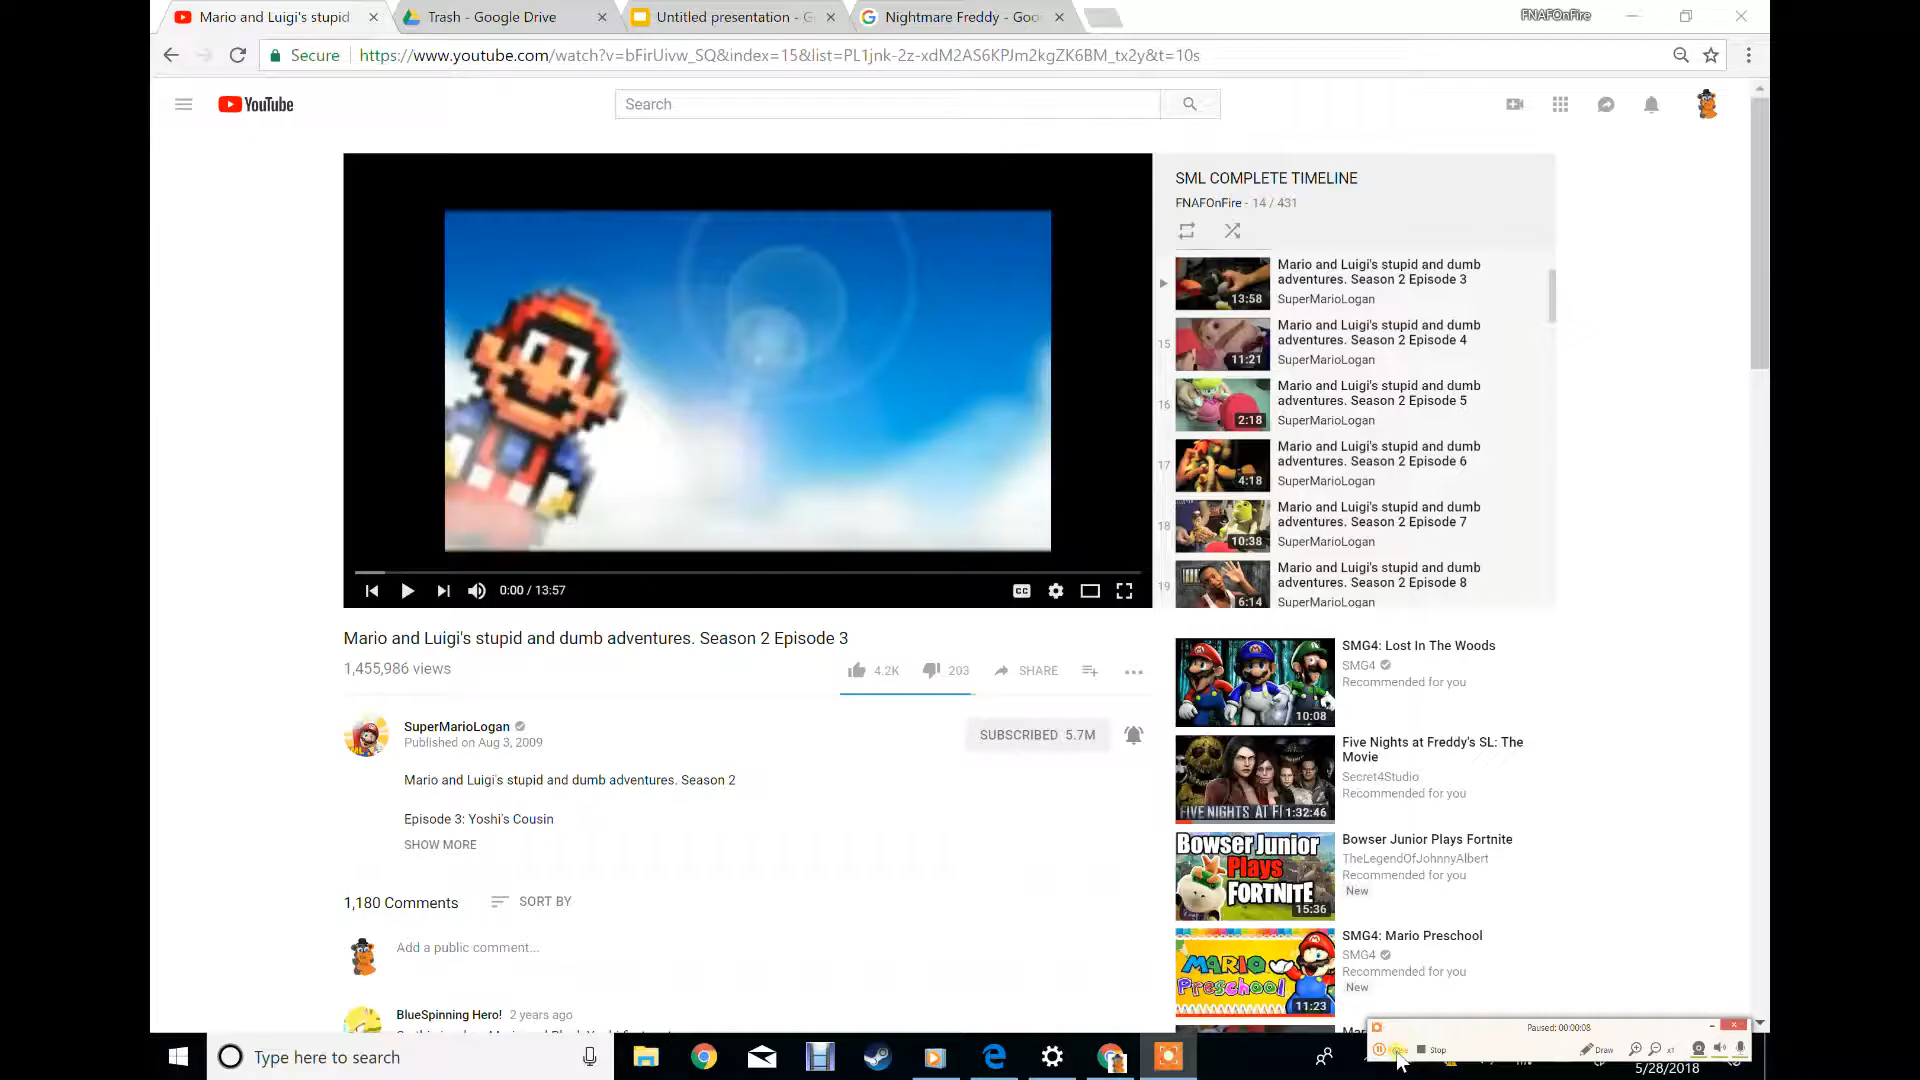 Mario and Luigi's stupid
Trash - Google Drive
Untitled presentation - G
Nightmare Freddy - Goo
FNAFOnFire
Secure
https://www.youtube.com/watch?v=bFirUivw_SQ&index=15&list=PL1jnk-2z-xdM2AS6KPJm2kgZK6BM_tx2y&t=10s
YouTube
Search
SML COMPLETE TIMELINE
FNAFOnFire - 14 / 431
Mario and Luigi's stupid and dumb
adventures. Season 2 Episode 3
SuperMarioLogan
13:58
15
Mario and Luigi's stupid and dumb
adventures. Season 2 Episode 4
SuperMarioLogan
11:21
16
Mario and Luigi's stupid and dumb
adventures. Season 2 Episode 5
SuperMarioLogan
2:18
17
Mario and Luigi's stupid and dumb
adventures. Season 2 Episode 6
SuperMarioLogan
4:18
18
Mario and Luigi's stupid and dumb
adventures. Season 2 Episode 7
SuperMarioLogan
10:38
19
Mario and Luigi's stupid and dumb
adventures. Season 2 Episode 8
SuperMarioLogan
6:14
0:00 / 13:57
CC
Mario and Luigi's stupid and dumb adventures. Season 2 Episode 3
1,455,986 views
4.2K
203
SHARE
SuperMarioLogan
Published on Aug 3, 2009
SUBSCRIBED 5.7M
Mario and Luigi's stupid and dumb adventures. Season 2
Episode 3: Yoshi's Cousin
SHOW MORE
1,180 Comments
SORT BY
Add a public comment...
BlueSpinning Hero! 2 years ago
SMG4: Lost In The Woods
SMG4
Recommended for you
10:08
Five Nights at Freddy's SL: The
Movie
Secret4Studio
Recommended for you
FIVE NIGHTS AT F
1:32:46
Bowser Junior Plays Fortnite
TheLegendOfJohnnyAlbert
Recommended for you
New
Bowser Junior
Plays
FORTNITE
15:36
SMG4: Mario Preschool
SMG4
Recommended for you
New
MARIO
Preschool
11:23
Paused: 00:00:08
Stop
Draw
x1
Type here to search
5/28/2018